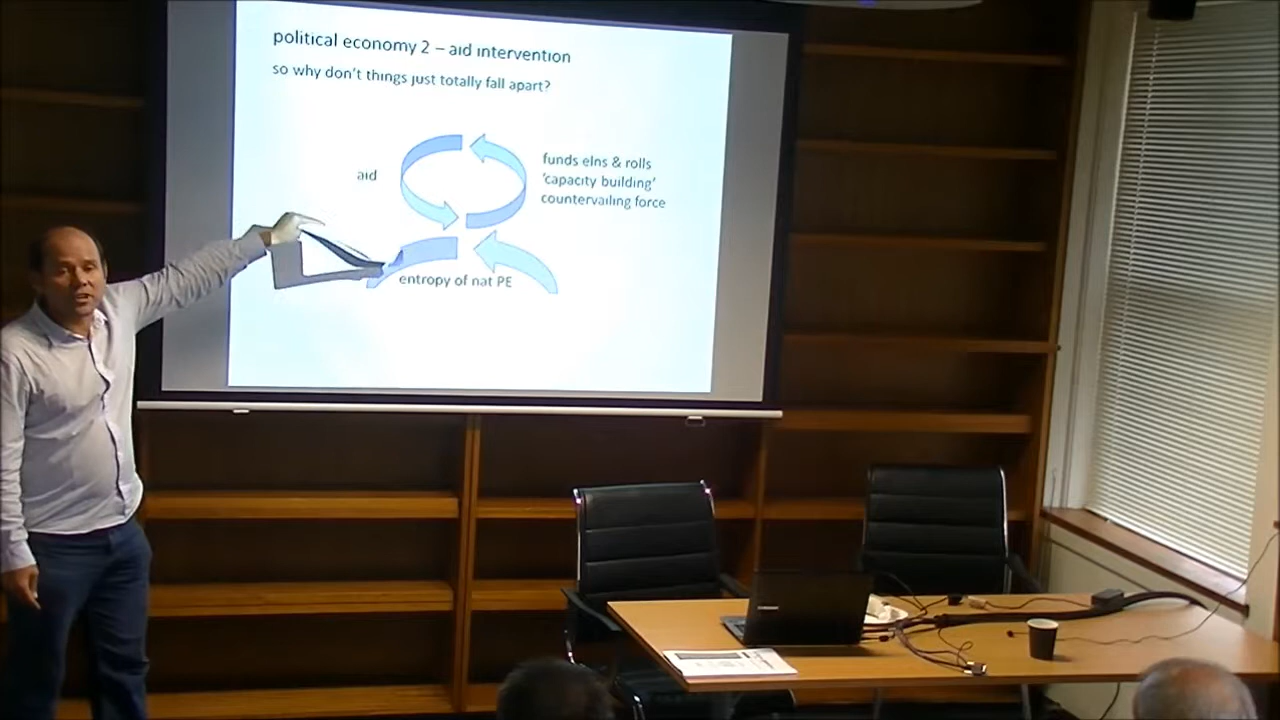 political economy 2 – aid intervention
so why don't things just totally fall apart?
aid
funds elns & rolls
'capacity building'
countervailing force
entropy of nat PE